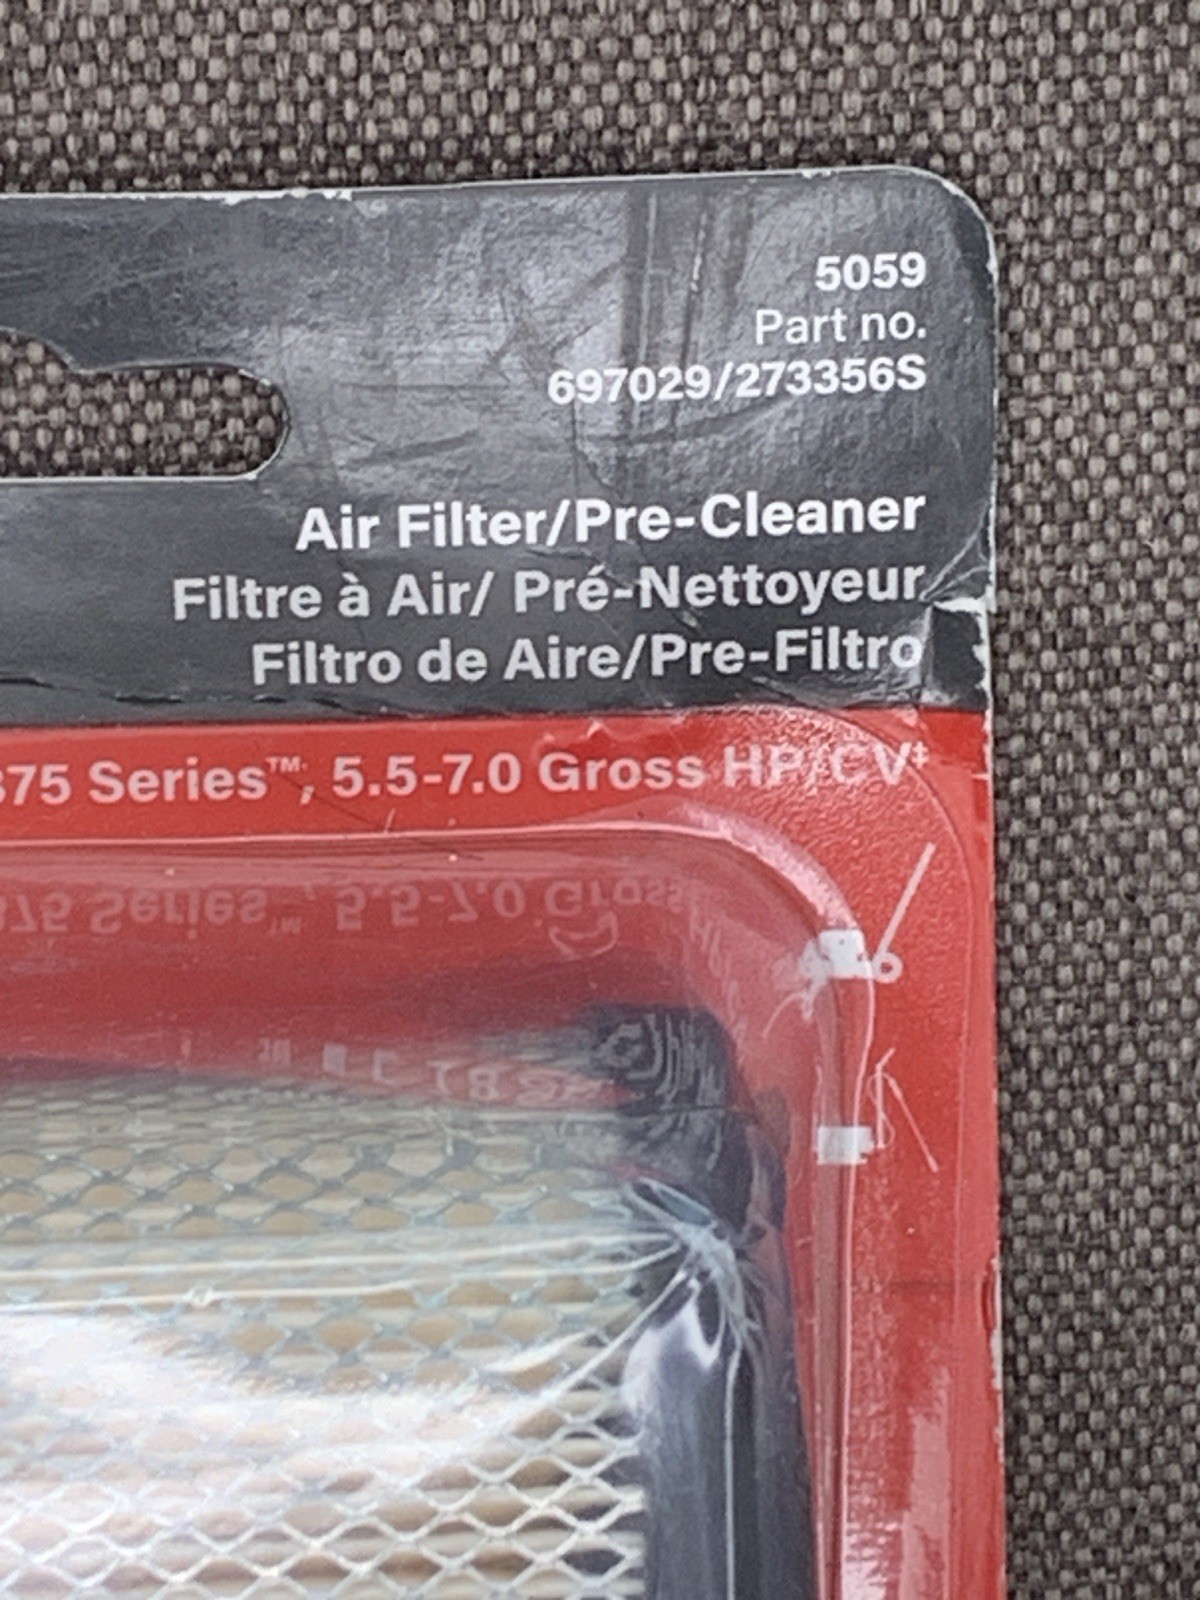 5059
Part no.
697029/273356S
Air Filter/Pre-Cleaner
Filtre à Air/ Pré-Nettoyeur
Filtro de Aire/Pre-Filtro
875 Series™, 5.5-7.0 Gross HP/CV‡